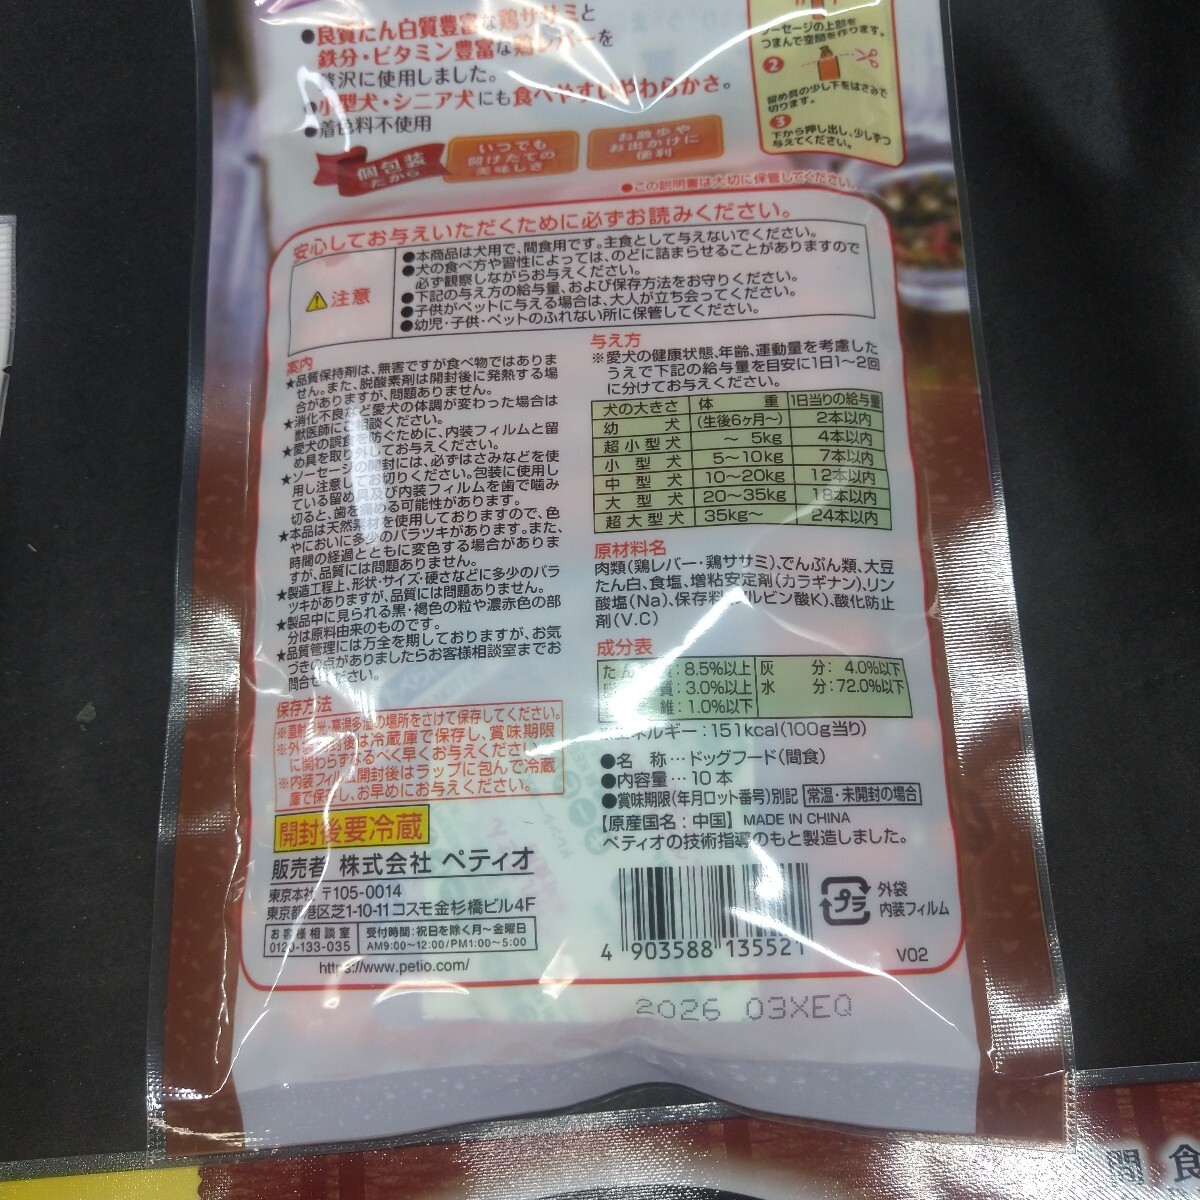 ●良質たん白質豊富な鶏ササミと
鉄分・ビタミン豊富な鶏レバーを
贅沢に使用しました。
●小型犬・シニア犬にも食べやすいやわらかさ。
●着色料不使用
個包装
だから
いつでも
開けたての
美味しさ
お散歩や
お出かけに
便利
ソーセージの上部を
つまんで空間を作ります。
2
留め具の少し下をはさみで
切ります。
3
下から押し出し、少しずつ
与えてください。
●この説明書は大切に保管してください。
安心してお与えいただくために必ずお読みください。
注意
●本商品は犬用で、間食用です。主食として与えないでください。
●犬の食べ方や習性によっては、のどに詰まらせることがありますので
必ず観察しながらお与えください。
●下記の与え方の給与量、および保存方法をお守りください。
●子供がペットに与える場合は、大人が立ち会ってください。
●幼児・子供・ペットのふれない所に保管してください。
案内
★品質保持剤は、無害ですが食べ物ではありま
せん。また、脱酸素剤は開封後に発熱する場
合がありますが、問題ありません。
★消化不良など愛犬の体調が変わった場合は
獣医師にご相談ください。
★愛犬の誤食を防ぐために、内装フィルムと留
め具を取り外してお与えください。
★ソーセージの開封には、必ずはさみなどを使
用し注意してお切りください。包装に使用し
ている留め具及び内装フィルムを歯で噛み
切ると、歯を痛める可能性があります。
★本品は天然素材を使用しておりますので、色
やにおいに多少のバラツキがあります。また、
時間の経過とともに変色する場合がありま
すが、品質には問題ありません。
★製造工程上、形状・サイズ・硬さなどに多少のバラ
ツキがありますが、品質には問題ありません。
★製品中に見られる黒・褐色の粒や濃赤色の部
分は原料由来のものです。
★品質管理には万全を期しておりますが、お気
づきの点がありましたらお客様相談室までお
問合せください。
保存方法
※直射日光・高温多湿の場所をさけて保存してください。
※外袋開封後は冷蔵庫で保存し、賞味期限
に関わらずなるべく早くお与えください。
※内装フィルム開封後はラップに包んで冷蔵
庫で保存し、お早めにお与えください。
開封後要冷蔵
販売者 株式会社 ペティオ
東京本社 〒105-0014
東京都港区芝1-10-11 コスモ金杉橋ビル4F
お客様相談室 受付時間:祝日を除く月〜金曜日
0120-133-035 AM9:00〜12:00/PM1:00〜5:00
https://www.petio.com/
与え方
※愛犬の健康状態、年齢、運動量を考慮した
うえで下記の給与量を目安に1日1〜2回
に分けてお与えください。
犬の大きさ 体重 1日当りの給与量
幼犬 (生後6ヶ月〜) 2本以内
超小型犬 〜5kg 4本以内
小型犬 5〜10kg 7本以内
中型犬 10〜20kg 12本以内
大型犬 20〜35kg 18本以内
超大型犬 35kg〜 24本以内
原材料名
肉類(鶏レバー・鶏ササミ)、でんぷん類、大豆
たん白、食塩、増粘安定剤(カラギナン)、リン
酸塩(Na)、保存料(ソルビン酸K)、酸化防止
剤(V.C)
成分表
たん 質:8.5%以上 灰分:4.0%以下
質:3.0%以上 水分:72.0%以下
維:1.0%以下
※エネルギー:151kcal(100g当り)
●名称…ドッグフード(間食)
●内容量…10本
●賞味期限(年月ロット番号)別記 常温・未開封の場合
【原産国名:中国】 MADE IN CHINA
ペティオの技術指導のもと製造しました。
4 903588 135521
プラ
外袋
内装フィルム
V02
2026 03XEQ
間食